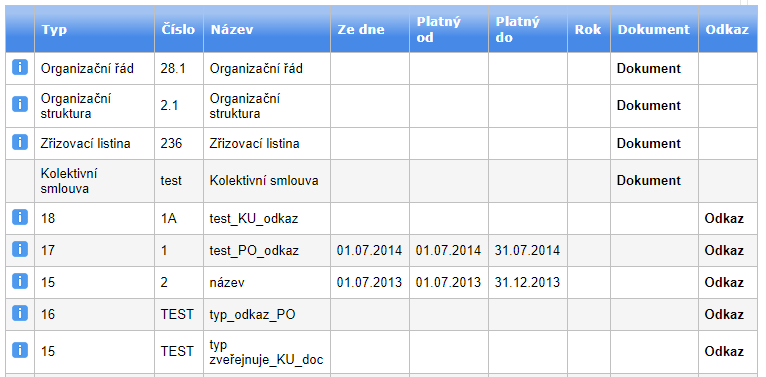 Typ Číslo Název Ze dne Platný od Platný do Rok Dokument Odkaz
Organizační řád 28.1 Organizační řád Dokument
Organizační struktura 2.1 Organizační struktura Dokument
Zřizovací listina 236 Zřizovací listina Dokument
Kolektivní smlouva test Kolektivní smlouva Dokument
18 1A test_KU_odkaz Odkaz
17 1 test_PO_odkaz 01.07.2014 01.07.2014 31.07.2014 Odkaz
15 2 název 01.07.2013 01.07.2013 31.12.2013 Odkaz
16 TEST typ_odkaz_PO Odkaz
15 TEST typ zveřejnuje_KU_doc Odkaz